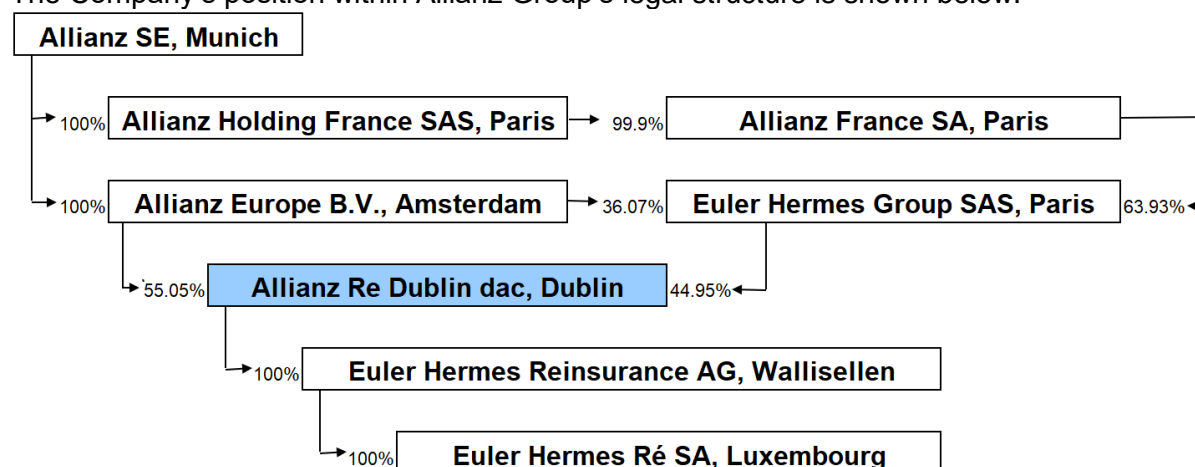 The Company's position within Allianz Group's legal structure is shown below.
Allianz SE, Munich
100% Allianz Holding France SAS, Paris 99.9% Allianz France SA, Paris
100% Allianz Europe B.V., Amsterdam 36.07% Euler Hermes Group SAS, Paris 63.93%
55.05% Allianz Re Dublin dac, Dublin 44.95%
100% Euler Hermes Reinsurance AG, Wallisellen
100% Euler Hermes Ré SA, Luxembourg